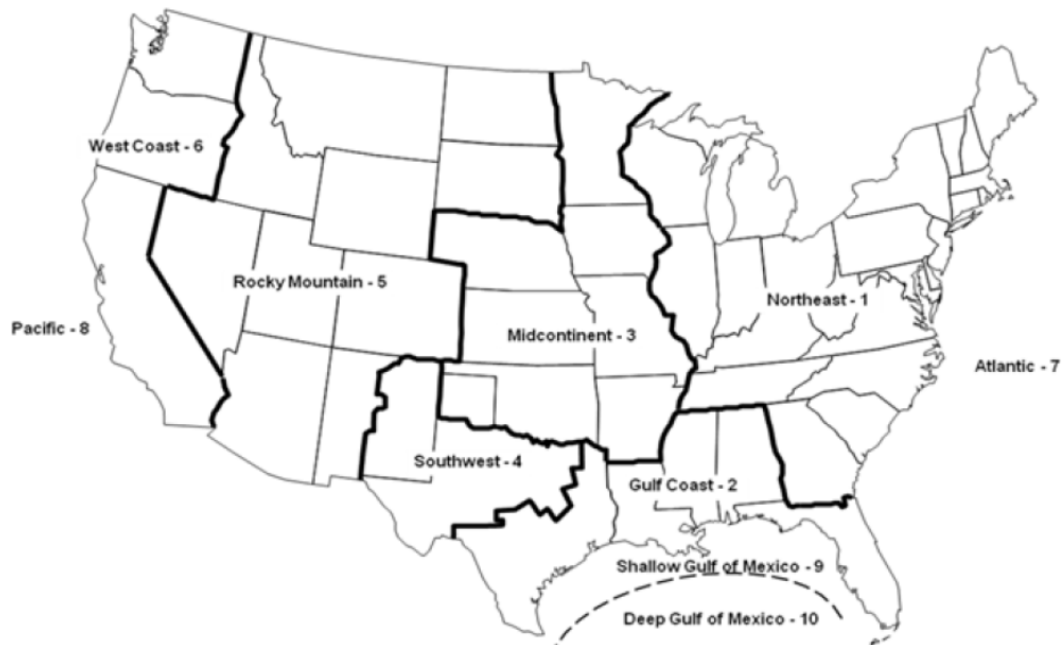 West Coast - 6
Rocky Mountain - 5
Northeast - 1
Pacific - 8
Midcontinent - 3
Atlantic - 7
Southwest - 4
Gulf Coast - 2
Shallow Gulf of Mexico - 9
Deep Gulf of Mexico - 10